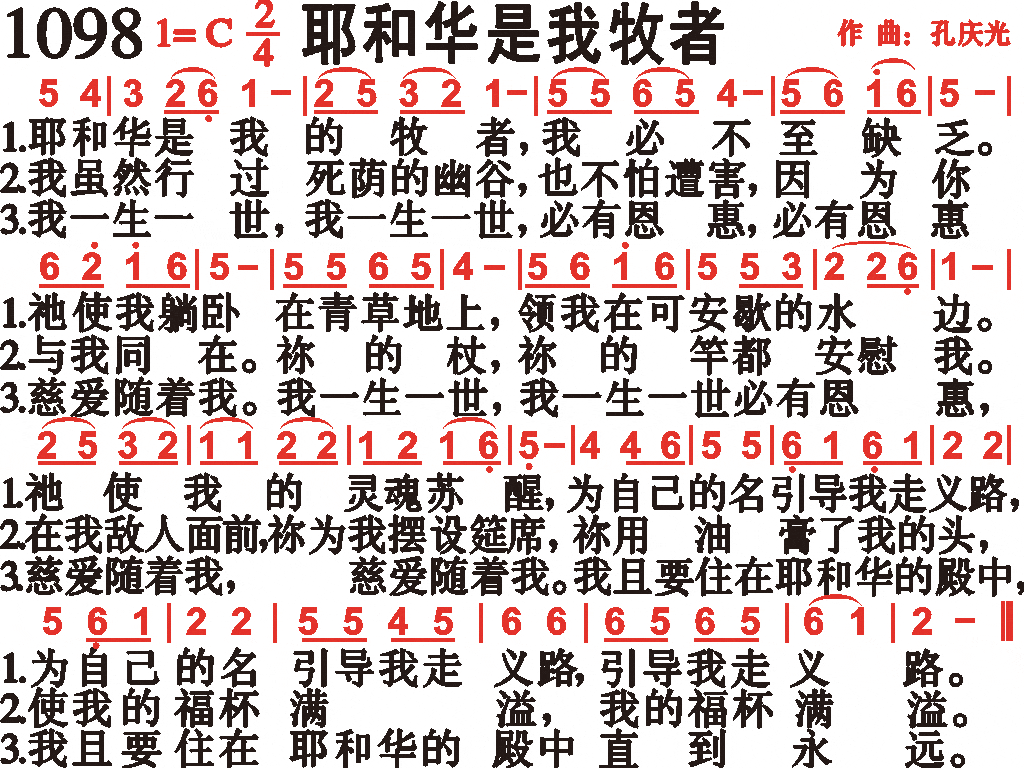 1098 1=C 2/4 耶和华是我牧者 作 曲：孔庆光
5 4 | 3 2 6 1 - | 2 5 3 2 1 - | 5 5 6 5 4 - | 5 6 1 6 | 5 - |
1.耶和华是 我 的 牧 者，我 必 不 至 缺 乏。
2.我虽然行 过 死荫的幽谷，也不怕遭害，因 为 你
3.我一生一 世，我一生一世，必有恩 惠，必有恩 惠
6 2 1 6 | 5 - | 5 5 6 5 | 4 - | 5 6 1 6 | 5 5 3 | 2 2 6 | 1 - |
1.祂使我躺卧 在青草地上，领我在可安歇的水 边。
2.与我同 在。祢 的 杖，祢 的 竿都 安慰 我。
3.慈爱随着我。我一生一世，我一生一世必有恩 惠，
2 5 3 2 | 1 1 2 2 | 1 2 1 6 | 5 - | 4 4 6 | 5 5 | 6 1 6 1 | 2 2 |
1.祂 使 我 的 灵魂苏 醒，为自己的名引导我走义路，
2.在我敌人面前，祢为我摆设筵席，祢用 油 膏了我的头，
3.慈爱随着我， 慈爱随着我。我且要住在耶和华的殿中，
5 6 1 | 2 2 | 5 5 4 5 | 6 6 | 6 5 6 5 | 6 1 | 2 - ‖
1.为自己的名 引导我走 义路，引导我走 义 路。
2.使我的福杯 满 溢， 我的福杯 满 溢。
3.我且要住在 耶和华的 殿中 直 到 永 远。